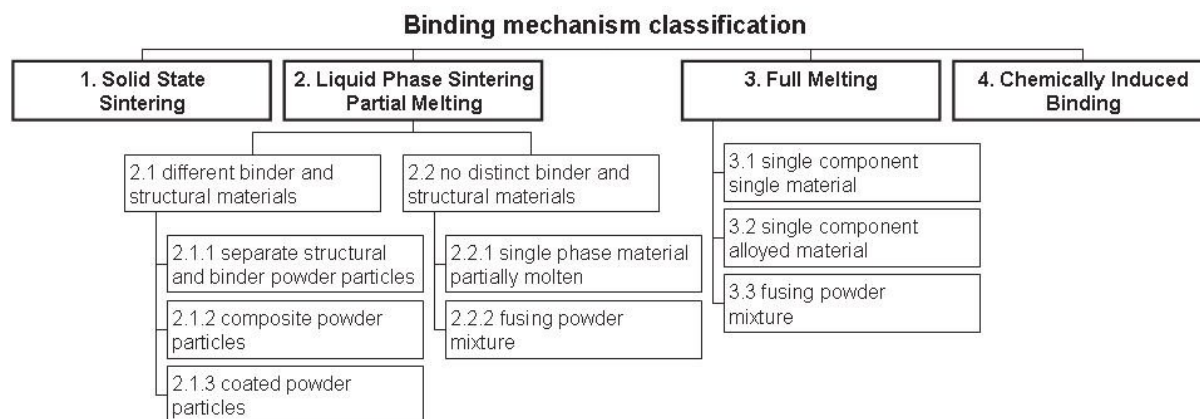 Binding mechanism classification
1. Solid State
Sintering
2. Liquid Phase Sintering
Partial Melting
3. Full Melting
4. Chemically Induced
Binding
2.1 different binder and
structural materials
2.2 no distinct binder and
structural materials
2.1.1 separate structural
and binder powder particles
2.1.2 composite powder
particles
2.1.3 coated powder
particles
2.2.1 single phase material
partially molten
2.2.2 fusing powder
mixture
3.1 single component
single material
3.2 single component
alloyed material
3.3 fusing powder
mixture